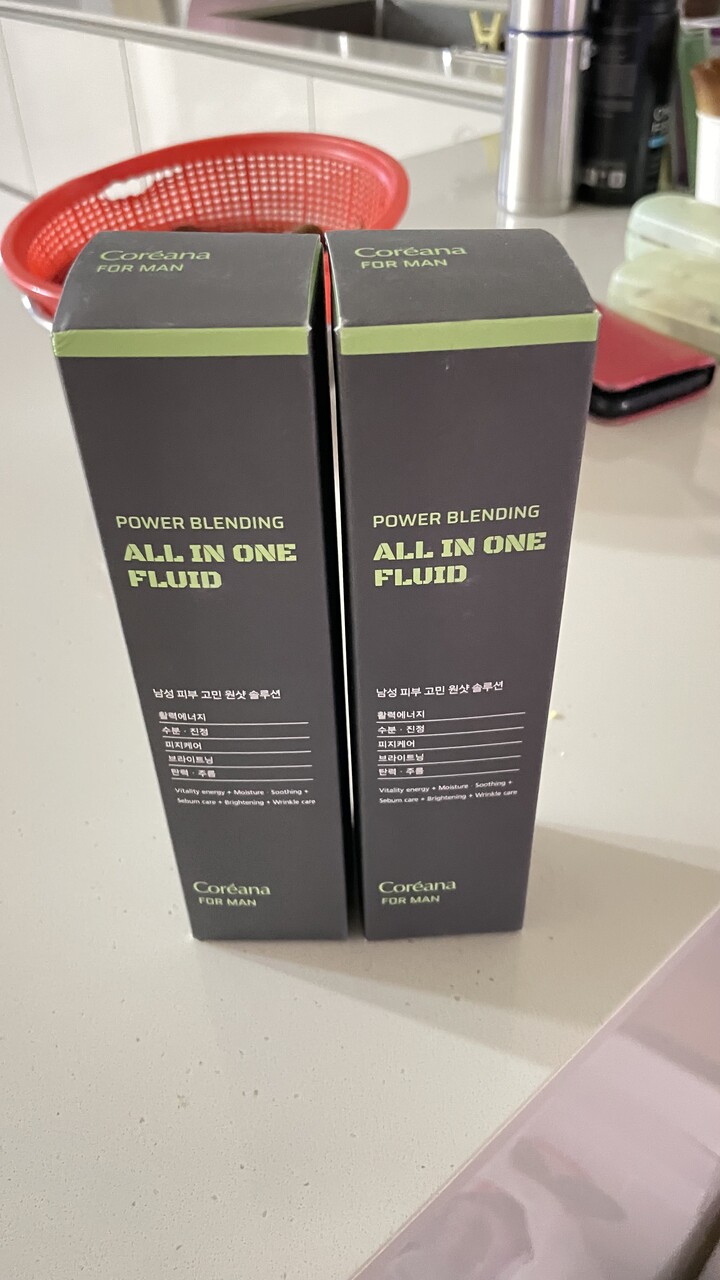 Coréana
FOR MAN
POWER BLENDING
ALL IN ONE
FLUID
남성 피부 고민 원샷 솔루션
활력에너지
수분 · 진정
피지케어
브라이트닝
탄력 · 주름
Vitality energy + Moisture · Soothing +
Sebum care + Brightening + Wrinkle care
Coréana
FOR MAN
Coréana
FOR MAN
POWER BLENDING
ALL IN ONE
FLUID
남성 피부 고민 원샷 솔루션
활력에너지
수분 · 진정
피지케어
브라이트닝
탄력 · 주름
Vitality energy + Moisture · Soothing +
Sebum care + Brightening + Wrinkle care
Coréana
FOR MAN